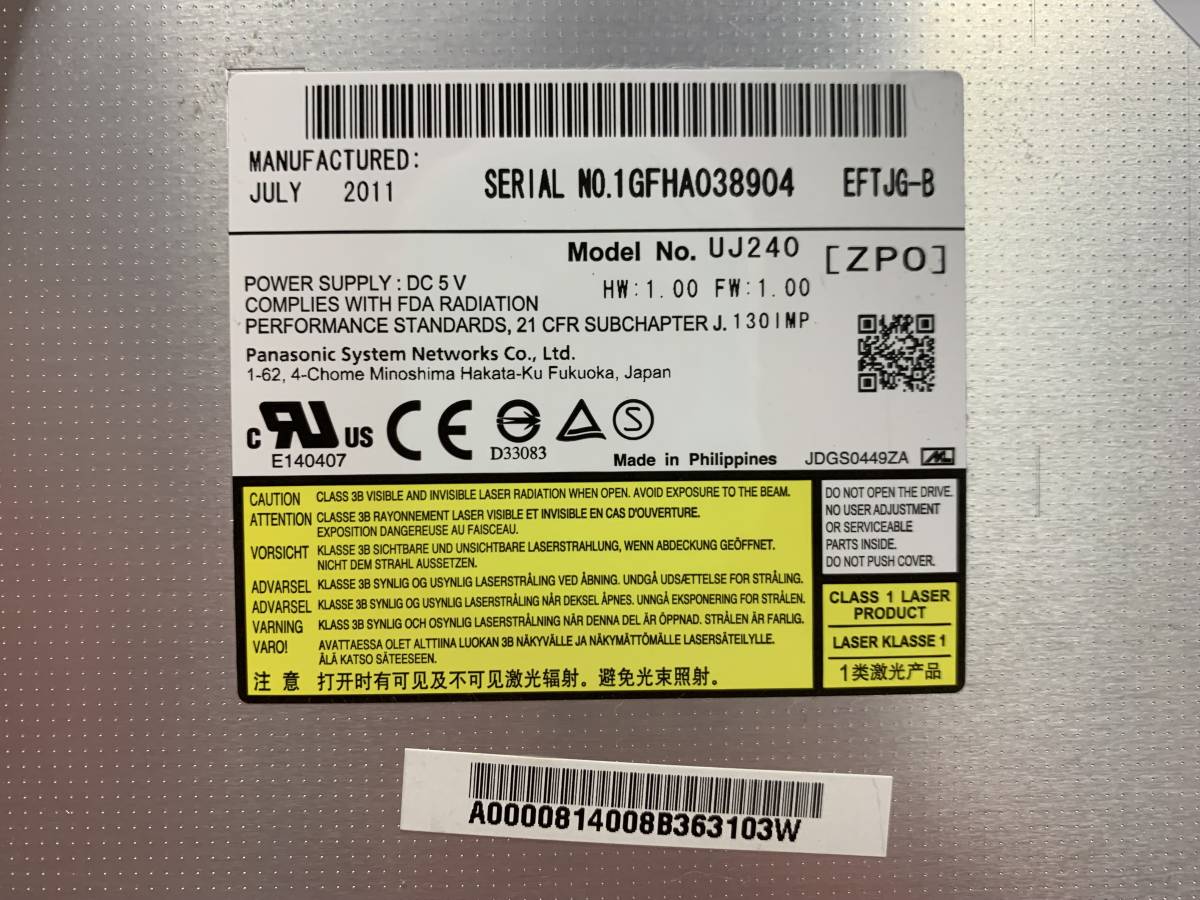 MANUFACTURED:
JULY 2011
SERIAL NO.1GFHA038904 EFTJG-B
Model No. UJ240 [ZPO]
HW:1.00 FW:1.00
POWER SUPPLY : DC 5 V
COMPLIES WITH FDA RADIATION
PERFORMANCE STANDARDS, 21 CFR SUBCHAPTER J. 1301MP
Panasonic System Networks Co., Ltd.
1-62, 4-Chome Minoshima Hakata-Ku Fukuoka, Japan
c RU US CE S
E140407
D33083
Made in Philippines JDGS0449ZA
CAUTION CLASS 3B VISIBLE AND INVISIBLE LASER RADIATION WHEN OPEN. AVOID EXPOSURE TO THE BEAM.
ATTENTION CLASSE 3B RAYONNEMENT LASER VISIBLE ET INVISIBLE EN CAS D'OUVERTURE.
EXPOSITION DANGEREUSE AU FAISCEAU.
VORSICHT KLASSE 3B SICHTBARE UND UNSICHTBARE LASERSTRAHLUNG, WENN ABDECKUNG GEÖFFNET.
NICHT DEM STRAHL AUSSETZEN.
ADVARSEL KLASSE 3B SYNLIG OG USYNLIG LASERSTRÅLING VED ÅBNING. UNDGÅ UDSÆTTELSE FOR STRÅLING.
ADVARSEL KLASSE 3B SYNLIG OG USYNLIG LASERSTRÅLING NÅR DEKSEL ÅPNES. UNNGÅ EKSPONERING FOR STRÅLEN.
VARNING KLASS 3B SYNLIG OCH OSYNLIG LASERSTRÅLNING NÄR DENNA DEL ÄR ÖPPNAD. STRÅLEN ÄR FARLIG.
VARO! AVATTAESSA OLET ALTTIINA LUOKAN 3B NÄKYVÄLLE JA NÄKYMÄTTÖMÄLLE LASERSÄTEILYLLE.
ÄLÄ KATSO SÄTEESEEN.
注 意 打开时有可见及不可见激光辐射。避免光束照射。
DO NOT OPEN THE DRIVE.
NO USER ADJUSTMENT
OR SERVICEABLE
PARTS INSIDE.
DO NOT PUSH COVER.
CLASS 1 LASER
PRODUCT
LASER KLASSE 1
1类激光产品
A0000814008B363103W